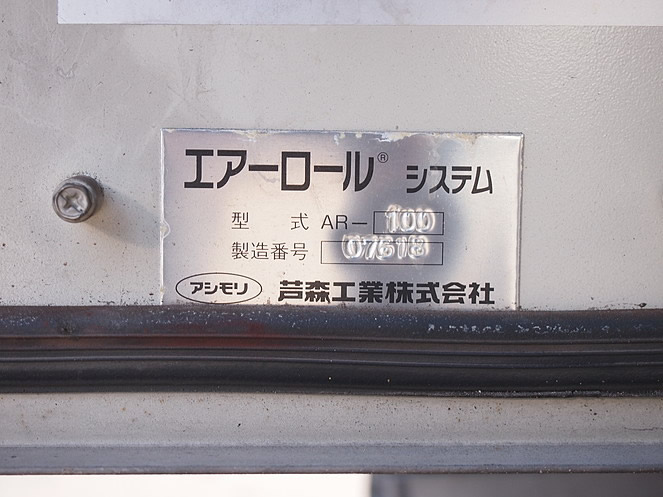 エアーロール® システム
型 式 AR-100
製造番号 07618
アシモリ 芦森工業株式会社